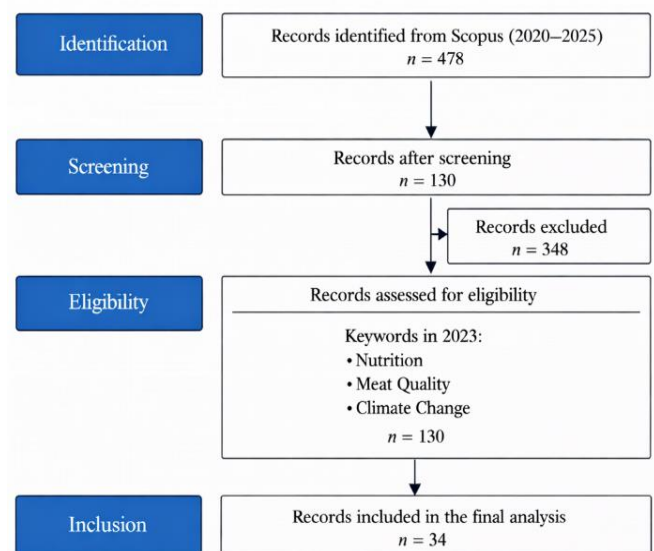 Identification
Records identified from Scopus (2020–2025)
n = 478
Screening
Records after screening
n = 130
Records excluded
n = 348
Eligibility
Records assessed for eligibility
Keywords in 2023:
• Nutrition
• Meat Quality
• Climate Change
n = 130
Inclusion
Records included in the final analysis
n = 34